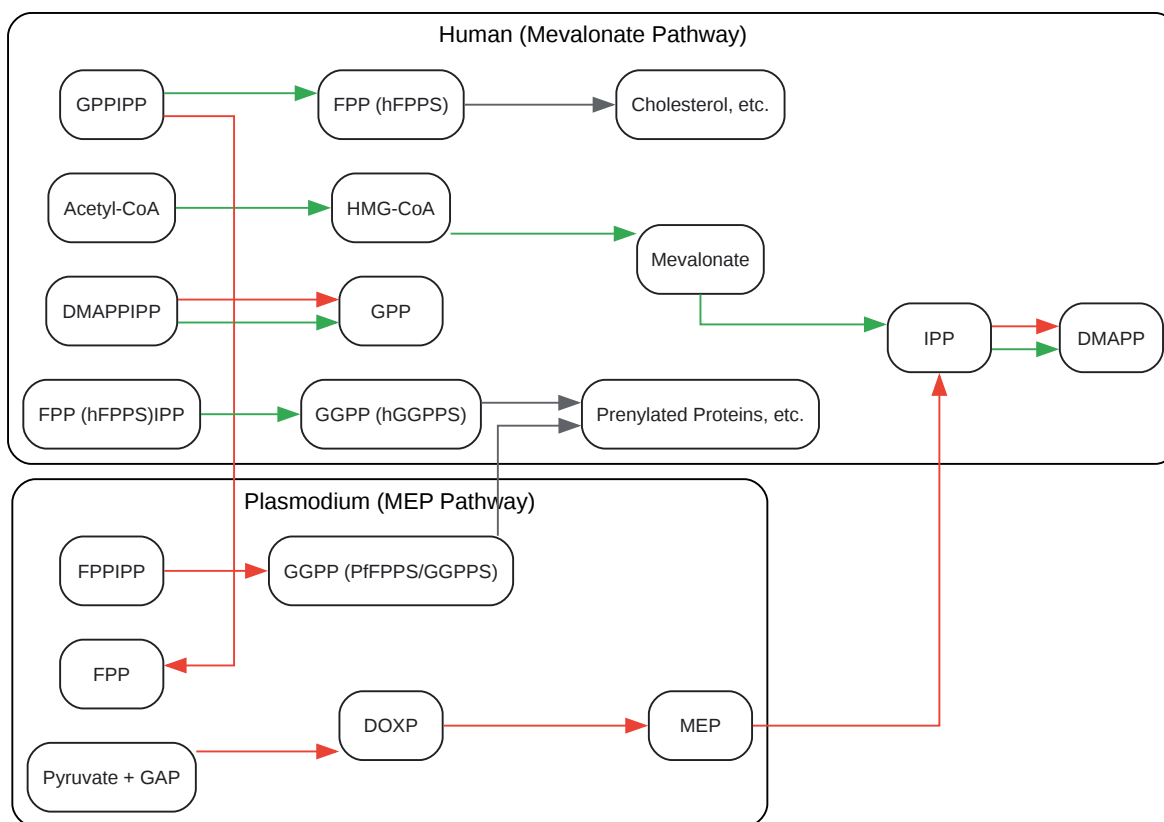 Human (Mevalonate Pathway)
GPPIPP
FPP (hFPPS)
Cholesterol, etc.
Acetyl-CoA
HMG-CoA
Mevalonate
DMAPPIPP
GPP
IPP
DMAPP
FPP (hFPPS)IPP
GGPP (hGGPPS)
Prenylated Proteins, etc.
Plasmodium (MEP Pathway)
FPPIPP
GGPP (PfFPPS/GGPPS)
FPP
DOXP
MEP
Pyruvate + GAP